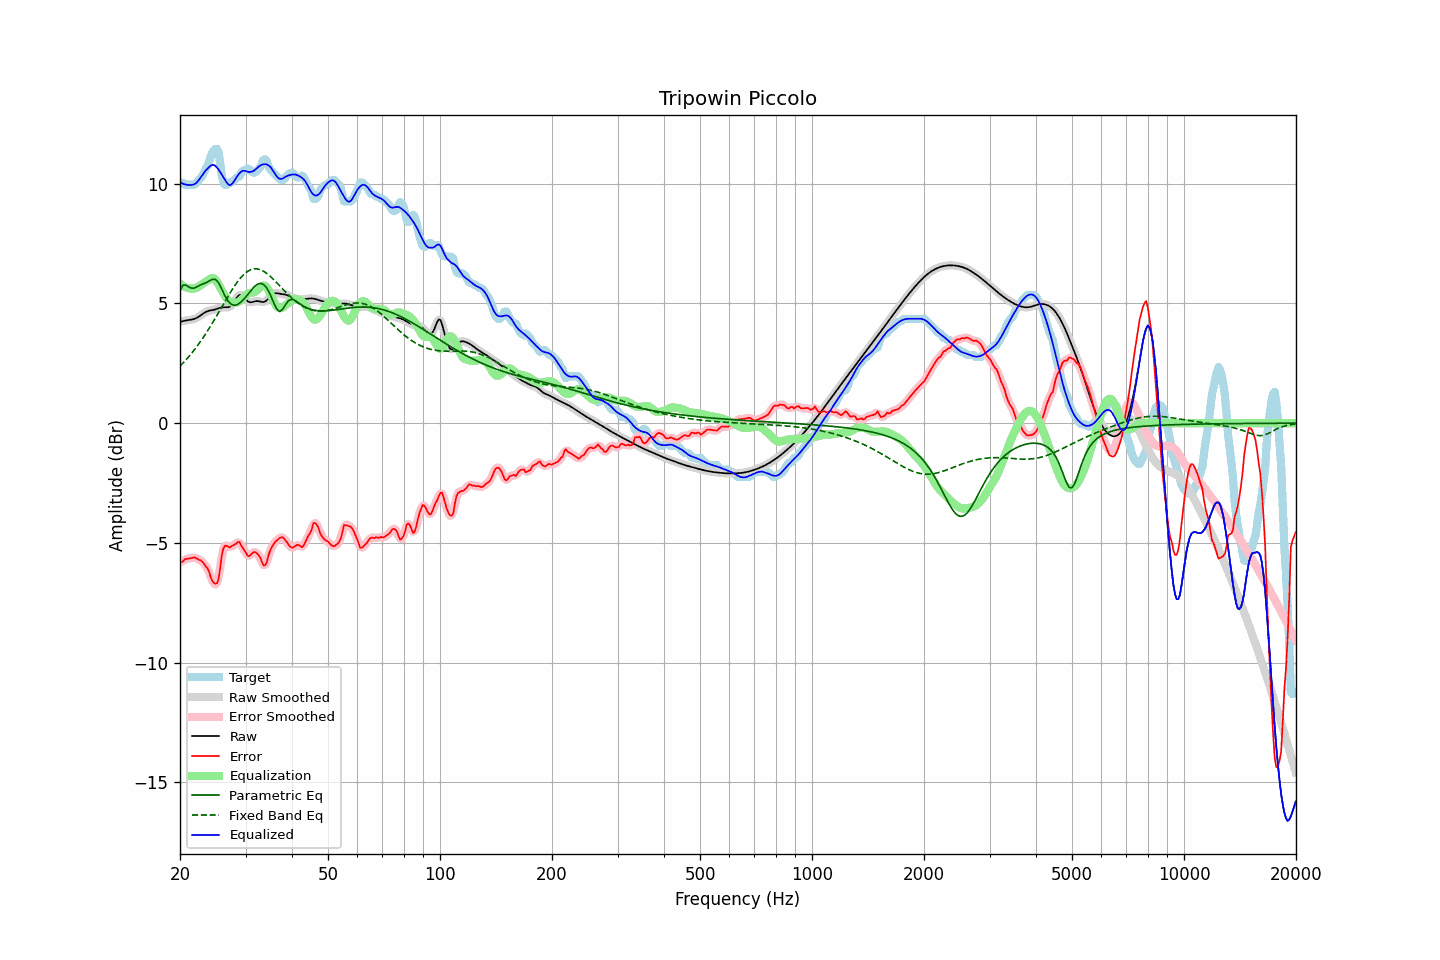 Tripowin Piccolo
Amplitude (dBr)
10
5
0
−5
−10
−15
Target
Raw Smoothed
Error Smoothed
Raw
Error
Equalization
Parametric Eq
Fixed Band Eq
Equalized
20 50 100 200 500 1000 2000 5000 10000 20000
Frequency (Hz)